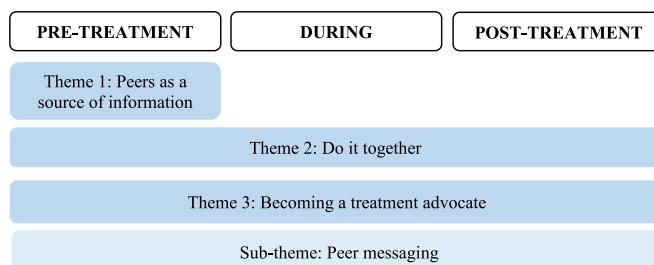 PRE-TREATMENT
DURING
POST-TREATMENT
Theme 1: Peers as a
source of information
Theme 2: Do it together
Theme 3: Becoming a treatment advocate
Sub-theme: Peer messaging